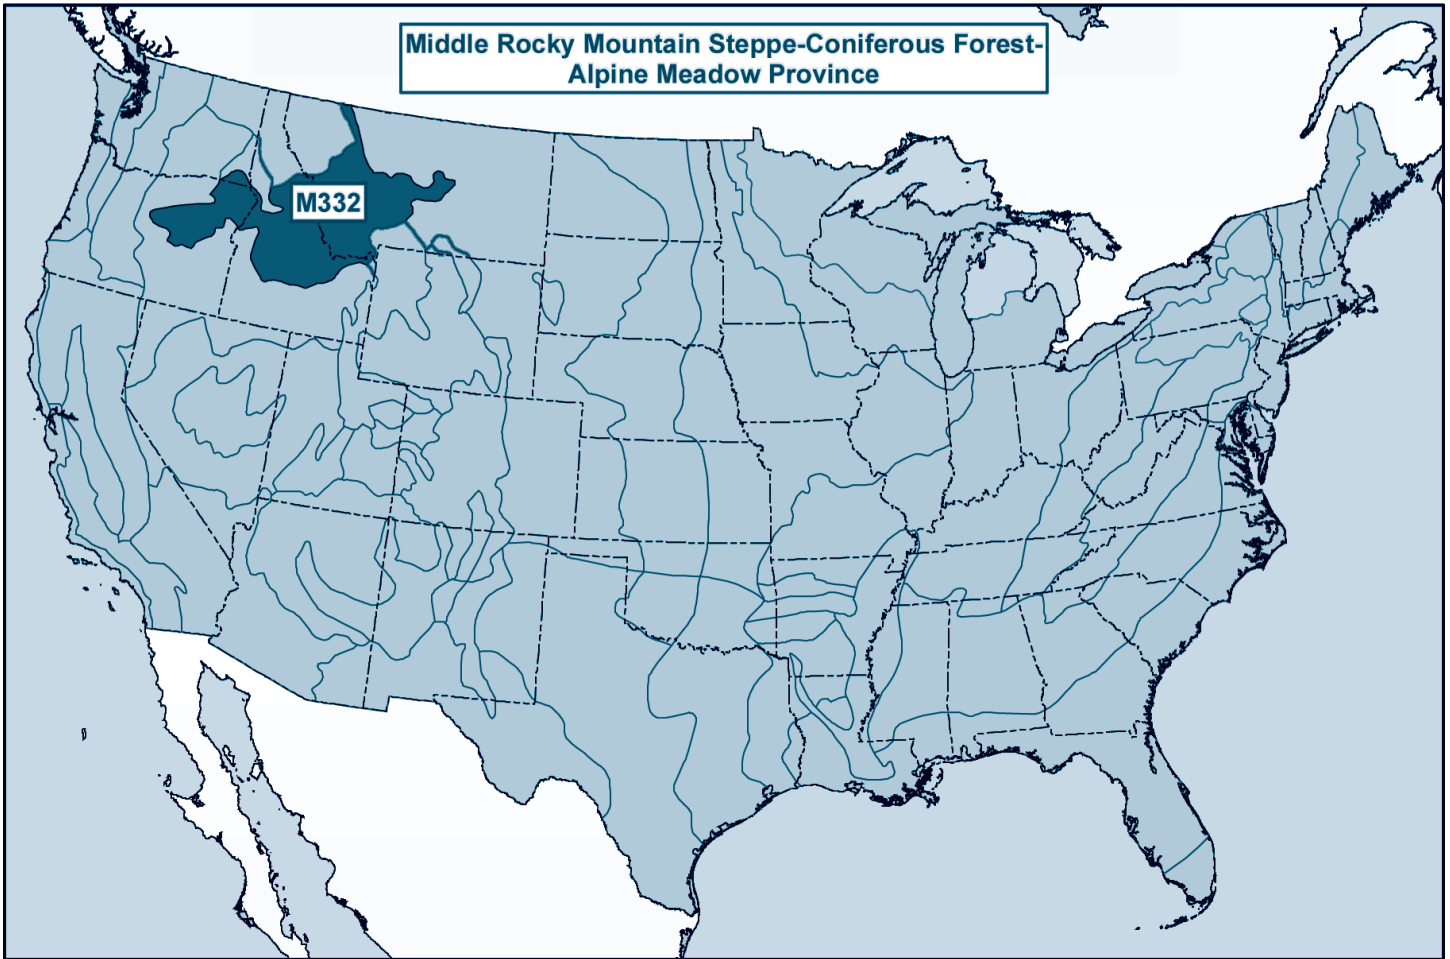 Middle Rocky Mountain Steppe-Coniferous Forest-
Alpine Meadow Province
M332